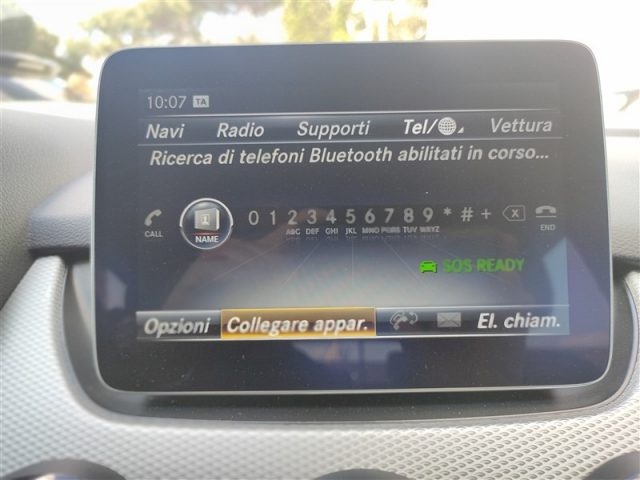 10:07 TA
Navi Radio Supporti Tel/ Vettura
Ricerca di telefoni Bluetooth abilitati in corso...
0 1 2 3 4 5 6 7 8 9 * # +
CALL NAME ABC DEF GHI JKL MNO PQRS TUV WXYZ END
SOS READY
Opzioni Collegare appar. El. chiam.